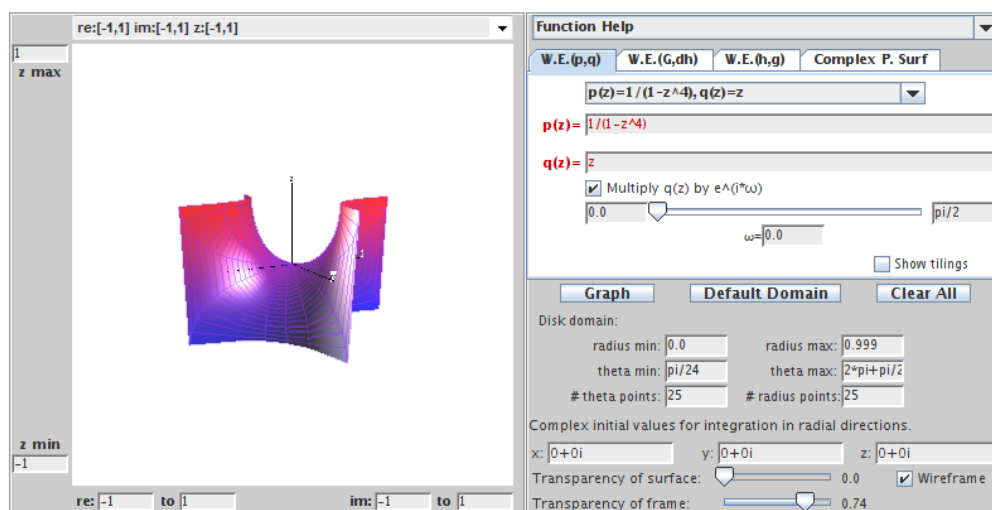 re:[-1,1] im:[-1,1] z:[-1,1]
1
z max
z min
-1
re: -1 to 1 im: -1 to 1
Function Help
W.E.(p,q) W.E.(G,dh) W.E.(h,g) Complex P. Surf
p(z)=1/(1-z^4), q(z)=z
p(z)= 1/(1-z^4)
q(z)= z
Multiply q(z) by e^(i*ω)
0.0 pi/2
ω= 0.0
Show tilings
Graph Default Domain Clear All
Disk domain:
radius min: 0.0 radius max: 0.999
theta min: pi/24 theta max: 2*pi+pi/2
# theta points: 25 # radius points: 25
Complex initial values for integration in radial directions.
x: 0+0i y: 0+0i z: 0+0i
Transparency of surface: 0.0 Wireframe
Transparency of frame: 0.74